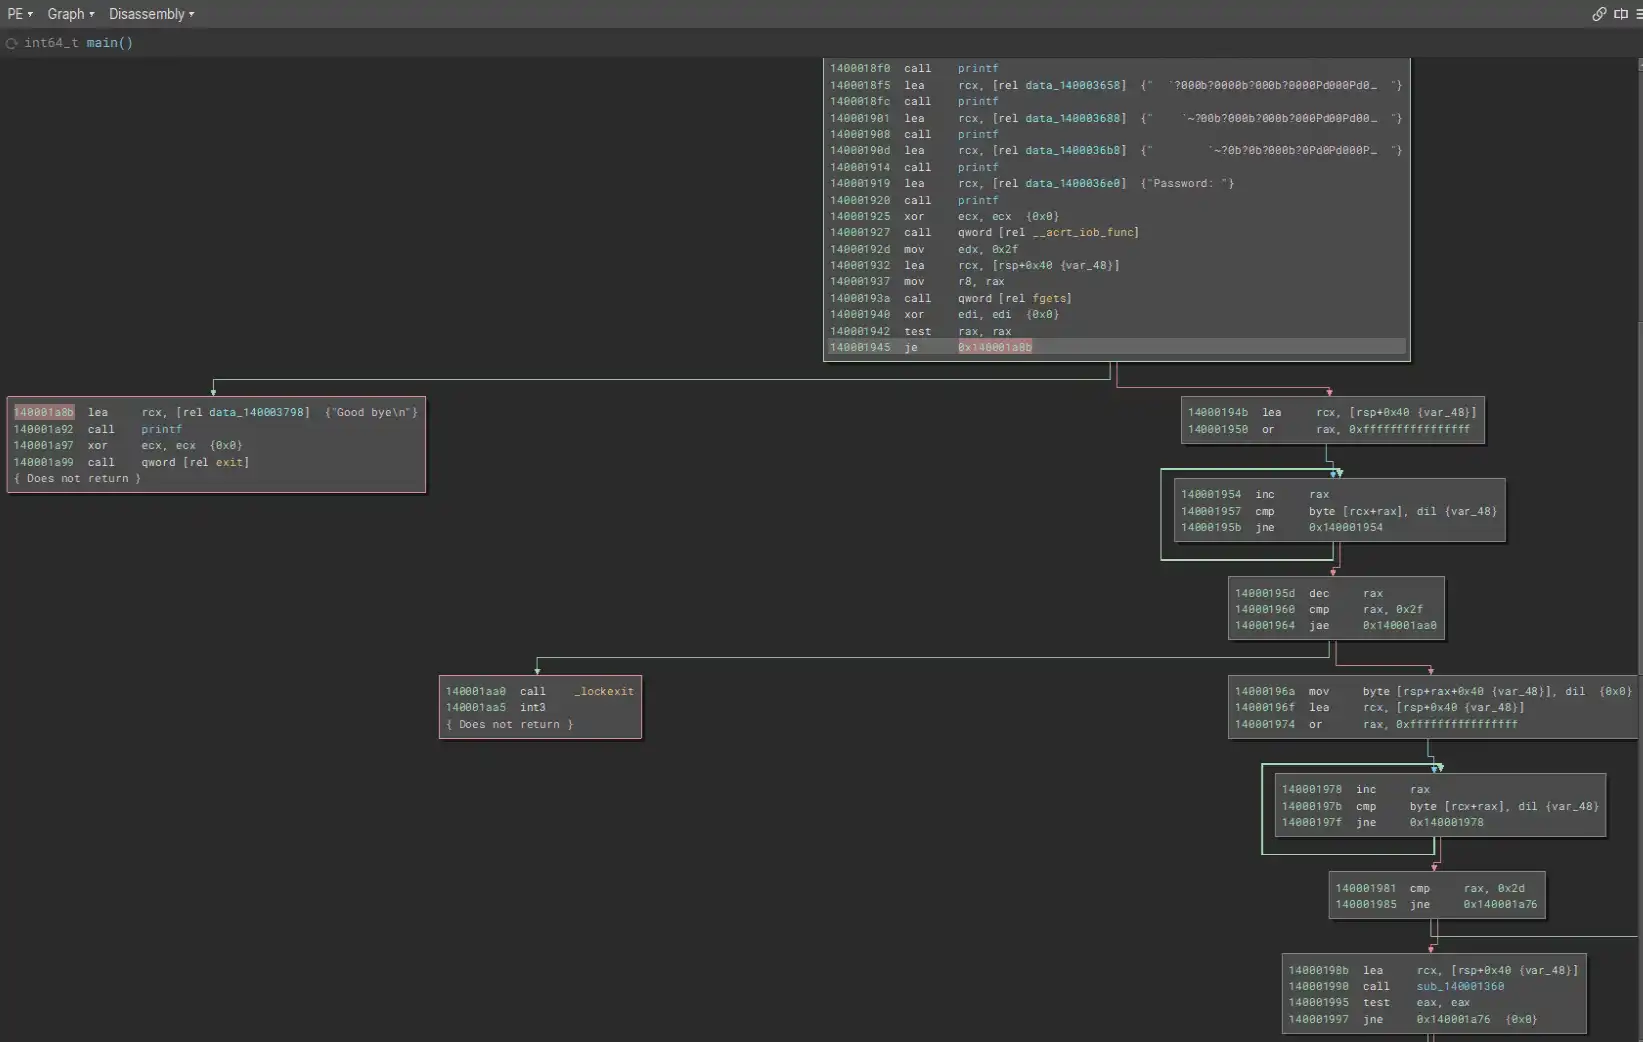 PE ▾ Graph ▾ Disassembly ▾
int64_t main()
1400018f0 call printf
1400018f5 lea rcx, [rel data_140003658] {" `?000b?0000b?000b?0000Pd000Pd0… "}
1400018fc call printf
140001901 lea rcx, [rel data_140003688] {" `~?00b?000b?000b?000Pd00Pd00… "}
140001908 call printf
14000190d lea rcx, [rel data_1400036b8] {" `~?0b?0b?000b?0Pd0Pd000P… "}
140001914 call printf
140001919 lea rcx, [rel data_1400036e0] {"Password: "}
140001920 call printf
140001925 xor ecx, ecx {0x0}
140001927 call qword [rel __acrt_iob_func]
14000192d mov edx, 0x2f
140001932 lea rcx, [rsp+0x40 {var_48}]
140001937 mov r8, rax
14000193a call qword [rel fgets]
140001940 xor edi, edi {0x0}
140001942 test rax, rax
140001945 je 0x140001a8b
140001a8b lea rcx, [rel data_140003798] {"Good bye\n"}
140001a92 call printf
140001a97 xor ecx, ecx {0x0}
140001a99 call qword [rel exit]
{ Does not return }
14000194b lea rcx, [rsp+0x40 {var_48}]
140001950 or rax, 0xffffffffffffffff
140001954 inc rax
140001957 cmp byte [rcx+rax], dil {var_48}
14000195b jne 0x140001954
14000195d dec rax
140001960 cmp rax, 0x2f
140001964 jae 0x140001aa0
140001aa0 call _lockexit
140001aa5 int3
{ Does not return }
14000196a mov byte [rsp+rax+0x40 {var_48}], dil {0x0}
14000196f lea rcx, [rsp+0x40 {var_48}]
140001974 or rax, 0xffffffffffffffff
140001978 inc rax
14000197b cmp byte [rcx+rax], dil {var_48}
14000197f jne 0x140001978
140001981 cmp rax, 0x2d
140001985 jne 0x140001a76
14000198b lea rcx, [rsp+0x40 {var_48}]
140001990 call sub_140001360
140001995 test eax, eax
140001997 jne 0x140001a76 {0x0}